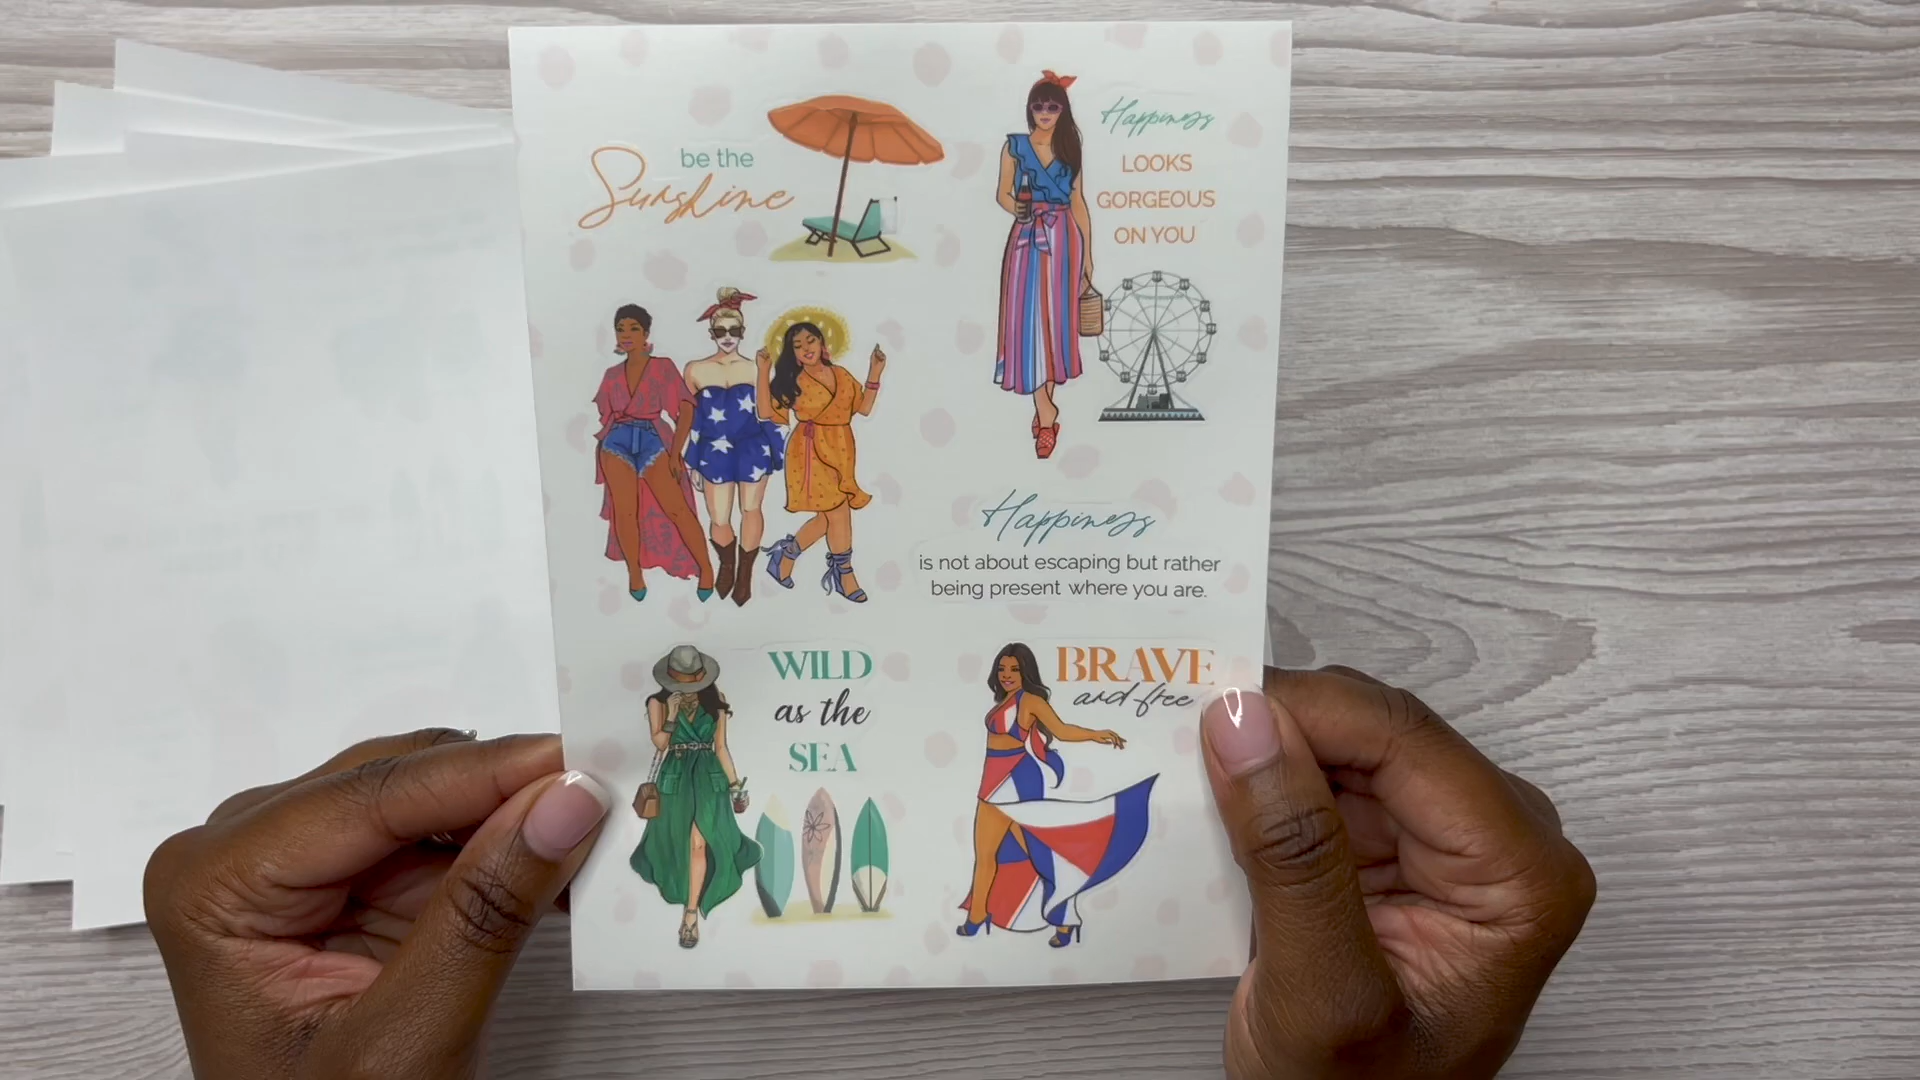 be the
Sunshine
Happiness
LOOKS
GORGEOUS
ON YOU
Happiness
is not about escaping but rather
being present where you are.
WILD
as the
SEA
BRAVE
and free